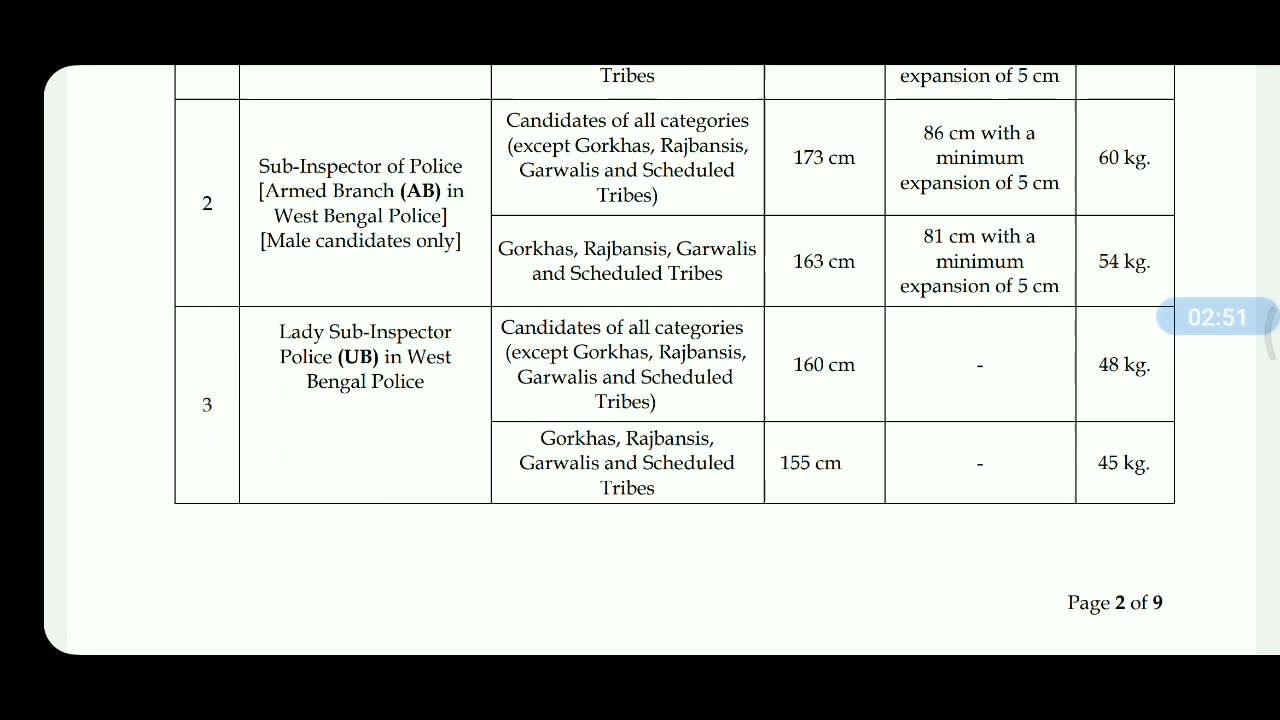 Tribes
expansion of 5 cm
2
Sub-Inspector of Police
[Armed Branch (AB) in
West Bengal Police]
[Male candidates only]
Candidates of all categories
(except Gorkhas, Rajbansis,
Garwalis and Scheduled
Tribes)
173 cm
86 cm with a
minimum
expansion of 5 cm
60 kg.
Gorkhas, Rajbansis, Garwalis
and Scheduled Tribes
163 cm
81 cm with a
minimum
expansion of 5 cm
54 kg.
02:51
3
Lady Sub-Inspector
Police (UB) in West
Bengal Police
Candidates of all categories
(except Gorkhas, Rajbansis,
Garwalis and Scheduled
Tribes)
160 cm
-
48 kg.
Gorkhas, Rajbansis,
Garwalis and Scheduled
Tribes
155 cm
-
45 kg.
Page 2 of 9